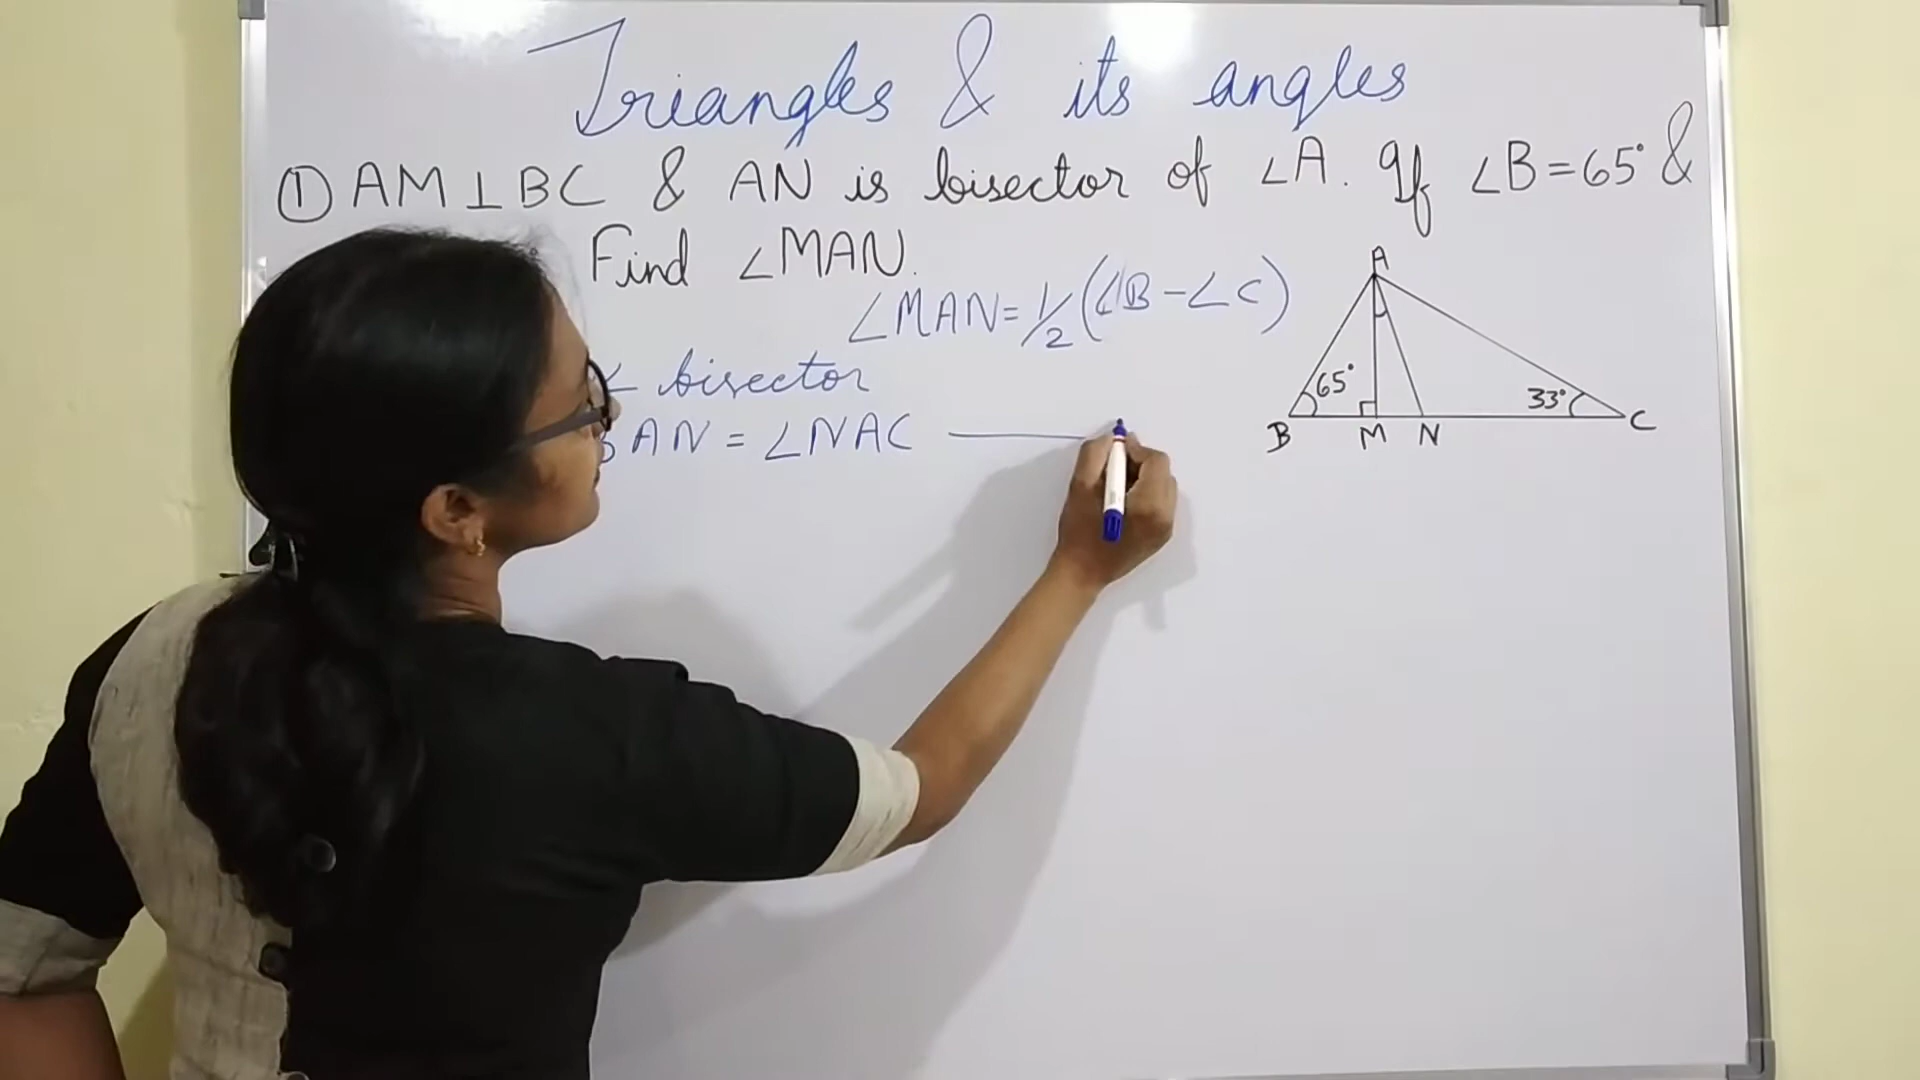 Triangles & its angles
① AM⊥BC & AN is bisector of ∠A. If ∠B=65° &
Find ∠MAN.
∠MAN=1/2(∠B-∠C)
∠ bisector
BAN = ∠NAC
A
65°
33°
B
M
N
C